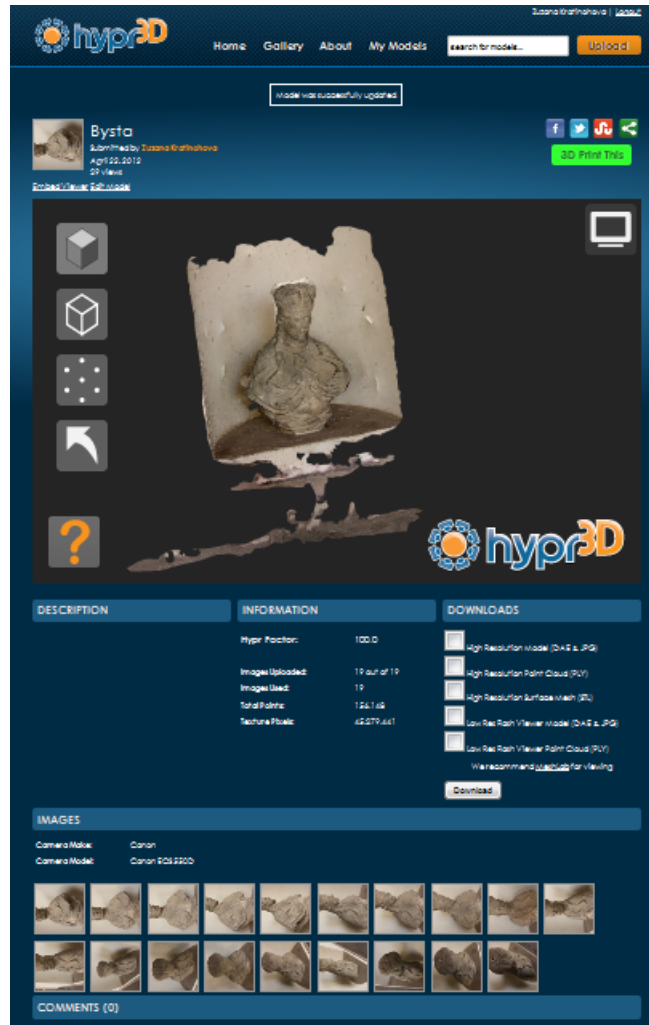 Zuzana Kratinohova | Logout
hypr3D
Home Gallery About My Models search for models... Upload
Model was successfully updated.
Bysta
Submitted by Zuzana Kratinohova
April 22, 2012
29 views
Embed Viewer Edit Model
3D Print This
?
hypr3D
DESCRIPTION INFORMATION DOWNLOADS
Hypr Factor: 100.0
Images Uploaded: 19 out of 19
Images Used: 19
Total Points:
Texture Pixels:
High Resolution Model (DAE & JPG)
High Resolution Point Cloud (PLY)
High Resolution Surface Mesh (STL)
Low Res Flash Viewer Model (DAE & JPG)
Low Res Flash Viewer Point Cloud (PLY)
We recommend MeshLab for viewing
Download
IMAGES
Camera Make: Canon
Camera Model: Canon EOS 550D
COMMENTS (0)